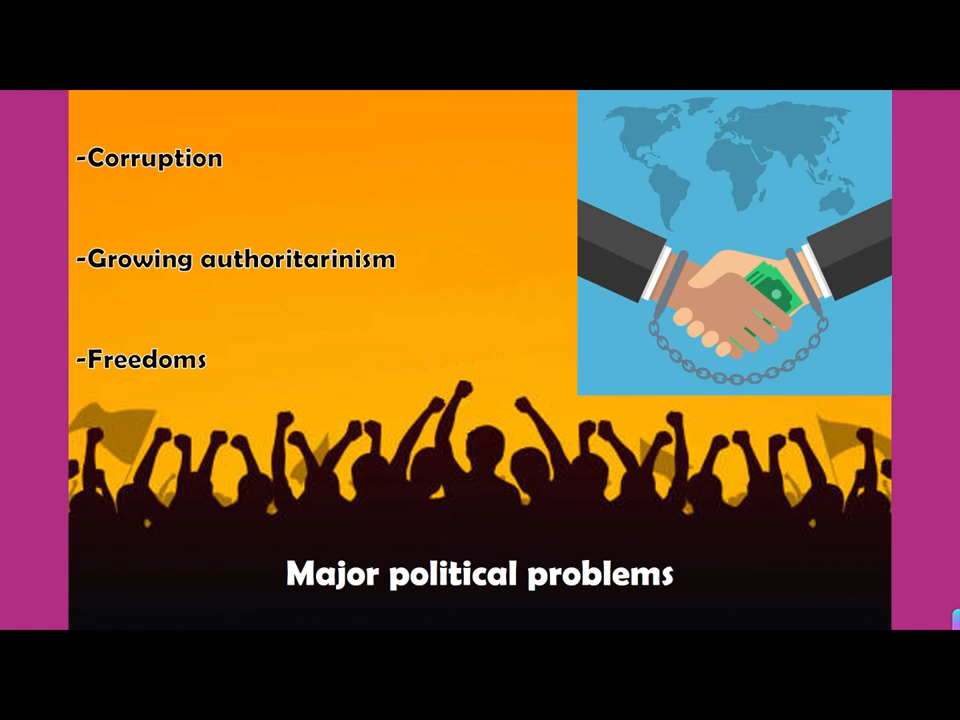 -Corruption
-Growing authoritarinism
-Freedoms
Major political problems